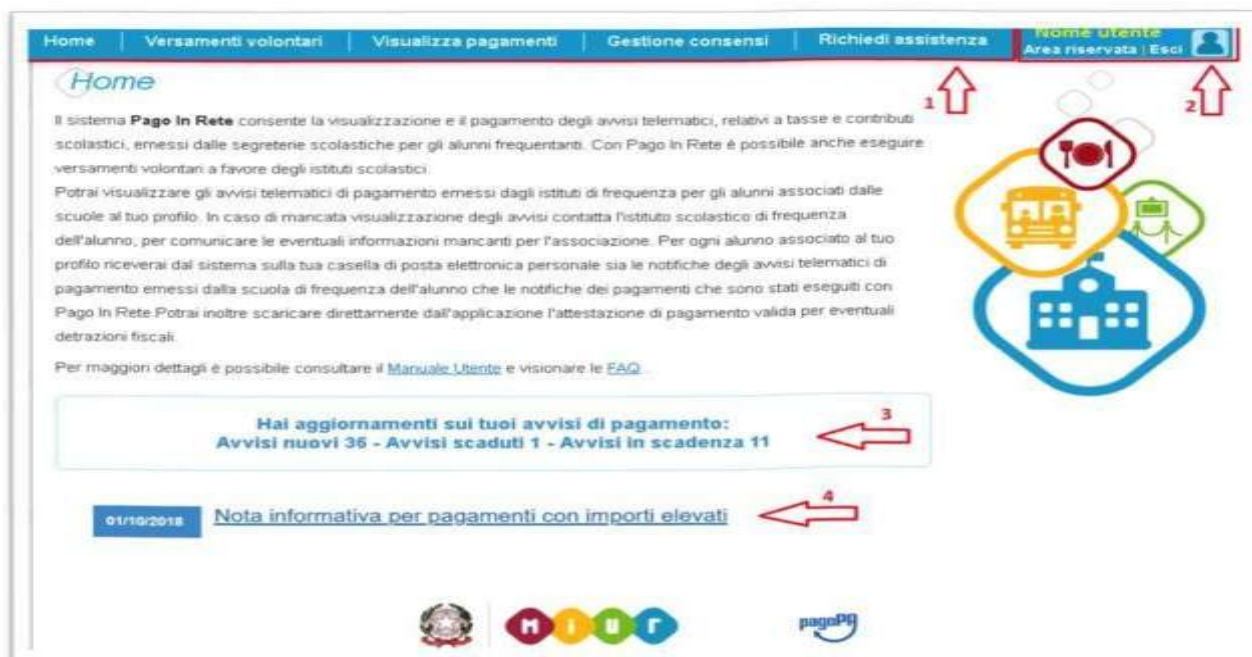 Home | Versamenti volontari | Visualizza pagamenti | Gestione consensi | Richiedi assistenza
Nome utente
Area riservata | Esci
1
2
Home
Il sistema Pago In Rete consente la visualizzazione e il pagamento degli avvisi telematici, relativi a tasse e contributi
scolastici, emessi dalle segreterie scolastiche per gli alunni frequentanti. Con Pago In Rete è possibile anche eseguire
versamenti volontari a favore degli istituti scolastici.
Potrai visualizzare gli avvisi telematici di pagamento emessi dagli istituti di frequenza per gli alunni associati dalle
scuole al tuo profilo. In caso di mancata visualizzazione degli avvisi contatta l'istituto scolastico di frequenza
dell'alunno, per comunicare le eventuali informazioni mancanti per l'associazione. Per ogni alunno associato al tuo
profilo riceverai dal sistema sulla tua casella di posta elettronica personale sia le notifiche degli avvisi telematici di
pagamento emessi dalla scuola di frequenza dell'alunno che le notifiche dei pagamenti che sono stati eseguiti con
Pago In Rete.Potrai inoltre scaricare direttamente dall'applicazione l'attestazione di pagamento valida per eventuali
detrazioni fiscali.
Per maggiori dettagli è possibile consultare il Manuale Utente e visionare le FAQ.
Hai aggiornamenti sui tuoi avvisi di pagamento:
Avvisi nuovi 36 - Avvisi scaduti 1 - Avvisi in scadenza 11
3
01/10/2018 Nota informativa per pagamenti con importi elevati
4
MIUr
pagoPA